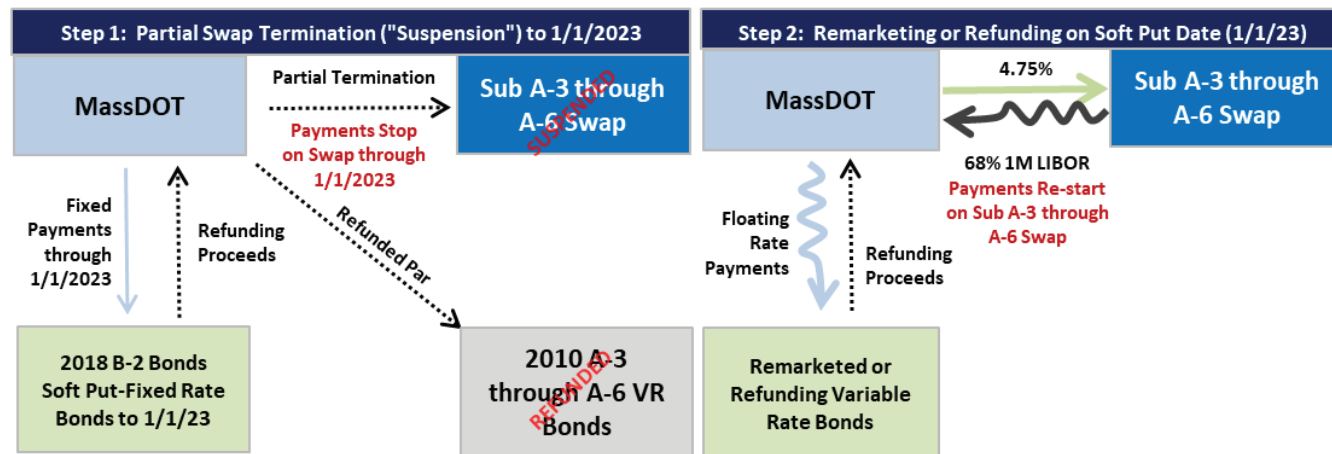 Step 1: Partial Swap Termination ("Suspension") to 1/1/2023
MassDOT
Partial Termination
Payments Stop
on Swap through
1/1/2023
Sub A-3 through
A-6 Swap
SUSPENDED
Fixed
Payments
through
1/1/2023
Refunding
Proceeds
Refunded Par
2018 B-2 Bonds
Soft Put-Fixed Rate
Bonds to 1/1/23
2010 A-3
through A-6 VR
Bonds
REFUNDED
Step 2: Remarketing or Refunding on Soft Put Date (1/1/23)
MassDOT
4.75%
68% 1M LIBOR
Payments Re-start
on Sub A-3 through
A-6 Swap
Sub A-3 through
A-6 Swap
Floating
Rate
Payments
Refunding
Proceeds
Remarketed or
Refunding Variable
Rate Bonds